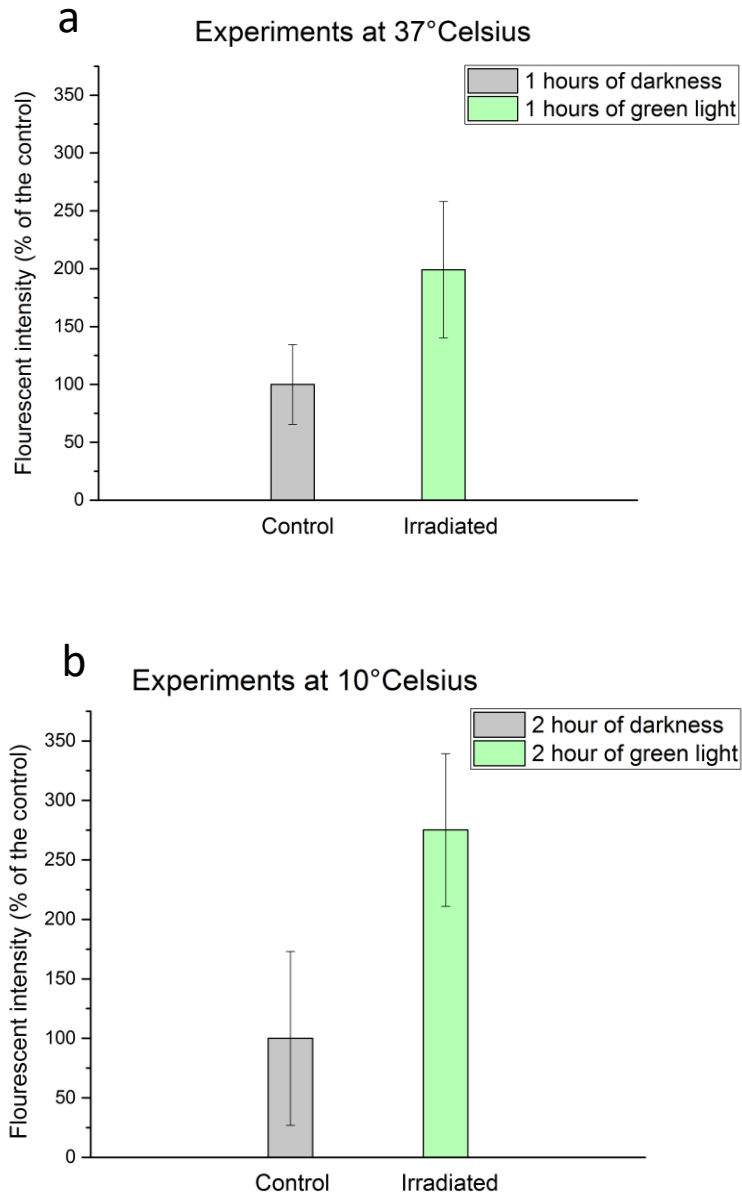 a
Experiments at 37°Celsius
1 hours of darkness
1 hours of green light
Flourescent intensity (% of the control)
350
300
250
200
150
100
50
0
Control Irradiated
b
Experiments at 10°Celsius
2 hour of darkness
2 hour of green light
Flourescent intensity (% of the control)
350
300
250
200
150
100
50
0
Control Irradiated